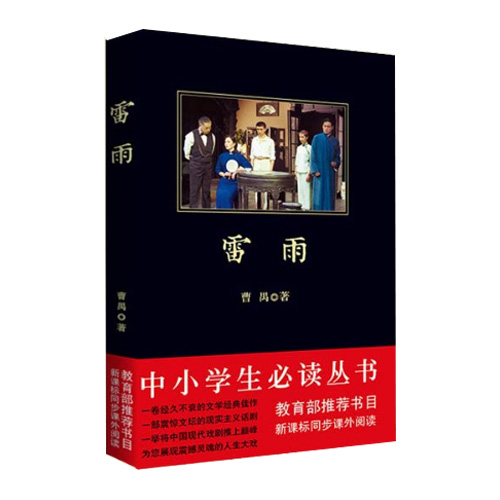 雷雨
曹禺 著
教育部推荐书目
新课标同步课外阅读
雷雨
曹禺 著
中小学生必读丛书
一卷经久不衰的文学经典佳作
一部震惊文坛的现实主义话剧
一举将中国现代戏剧推上巅峰
为您展现震撼灵魂的人生大戏
教育部推荐书目
新课标同步课外阅读